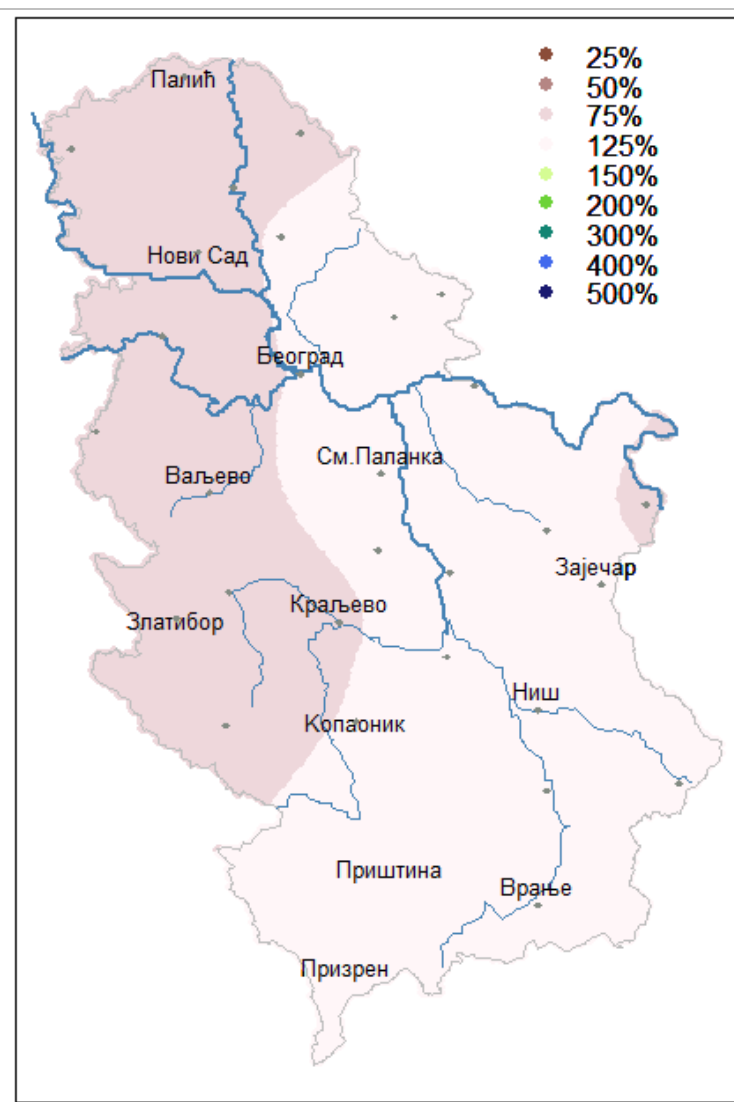 25%
Палић
50%
75%
125%
150%
200%
Нови Сад
300%
400%
500%
Београд
См.Паланка
Ваљево
Зајечар
Краљево
Златибор
Ниш
Копаоник
Приштина
Врање
Призрен